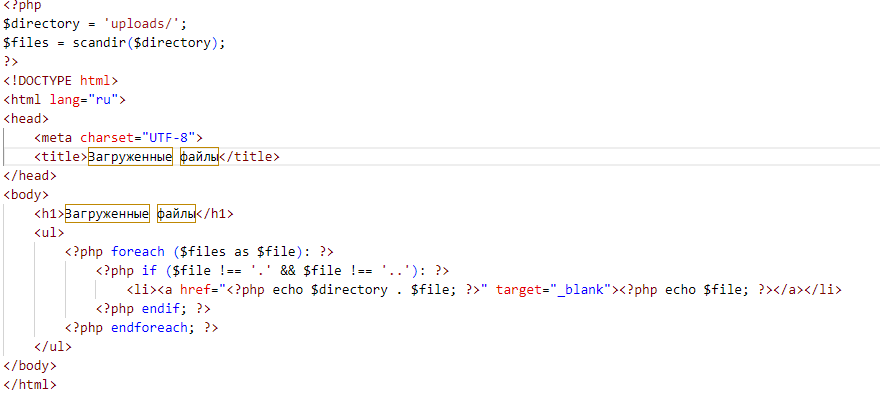 <?php
$directory = 'uploads/';
$files = scandir($directory);
?>
<!DOCTYPE html>
<html lang="ru">
<head>
    <meta charset="UTF-8">
    <title>Загруженные файлы</title>
</head>
<body>
    <h1>Загруженные файлы</h1>
    <ul>
        <?php foreach ($files as $file): ?>
            <?php if ($file !== '.' && $file !== '..'): ?>
                <li><a href="<?php echo $directory . $file; ?>" target="_blank"><?php echo $file; ?></a></li>
            <?php endif; ?>
        <?php endforeach; ?>
    </ul>
</body>
</html>